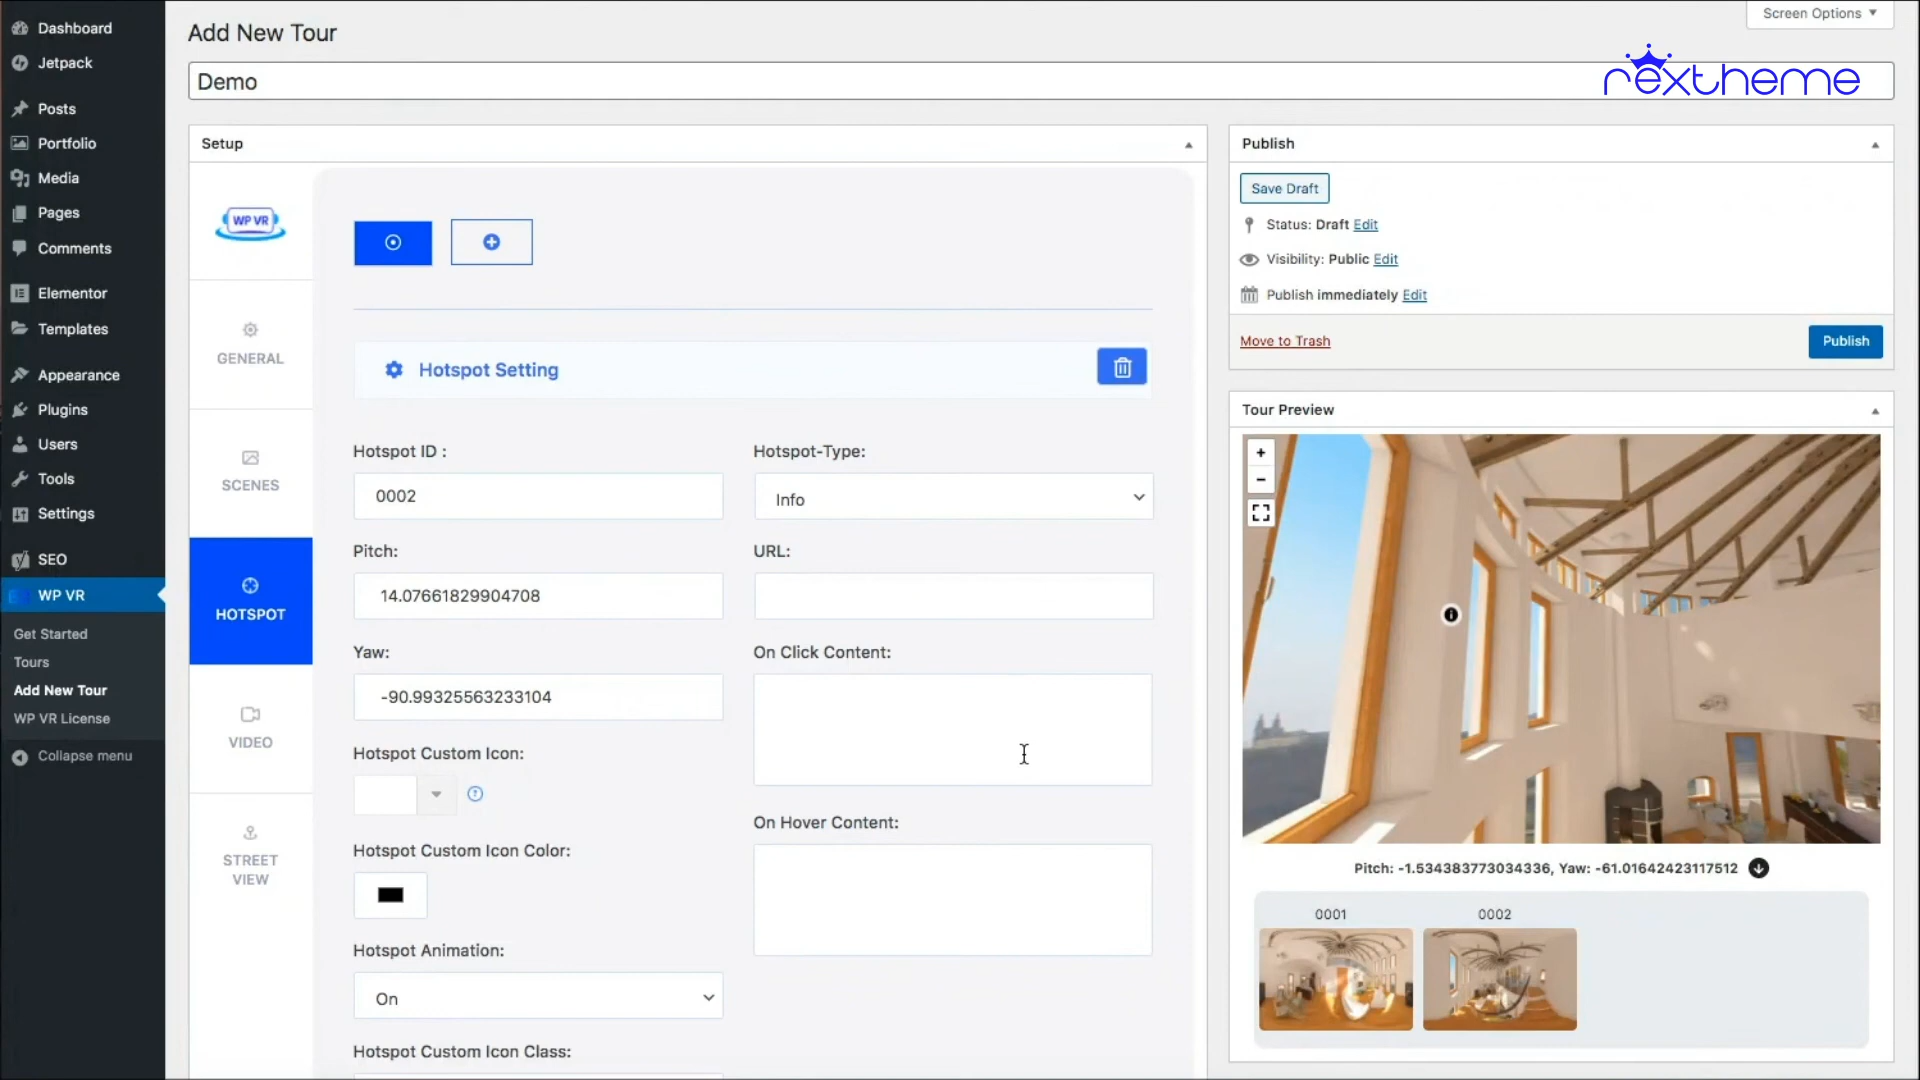 Dashboard
Jetpack
Posts
Portfolio
Media
Pages
Comments
Elementor
Templates
Appearance
Plugins
Users
Tools
Settings
SEO
WP VR
Get Started
Tours
Add New Tour
WP VR License
Collapse menu
Screen Options
Add New Tour
Demo
rextheme
Setup
WP VR
GENERAL
SCENES
HOTSPOT
VIDEO
STREET
VIEW
Hotspot Setting
Hotspot ID :
0002
Pitch:
14.07661829904708
Yaw:
-90.99325563233104
Hotspot Custom Icon:
Hotspot Custom Icon Color:
Hotspot Animation:
On
Hotspot Custom Icon Class:
Hotspot-Type:
Info
URL:
On Click Content:
On Hover Content:
Publish
Save Draft
Status: Draft Edit
Visibility: Public Edit
Publish immediately Edit
Move to Trash
Publish
Tour Preview
+
−
Pitch: -1.534383773034336, Yaw: -61.01642423117512
0001
0002